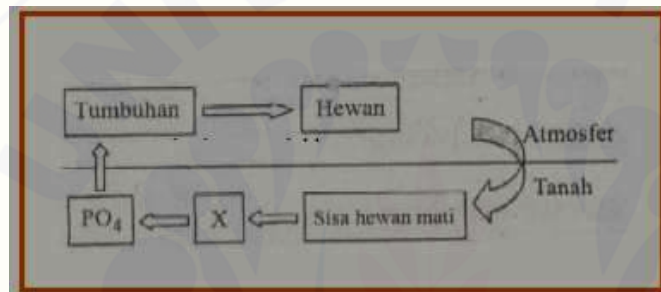 Tumbuhan
Hewan
Atmosfer
Tanah
PO₄
X
Sisa hewan mati